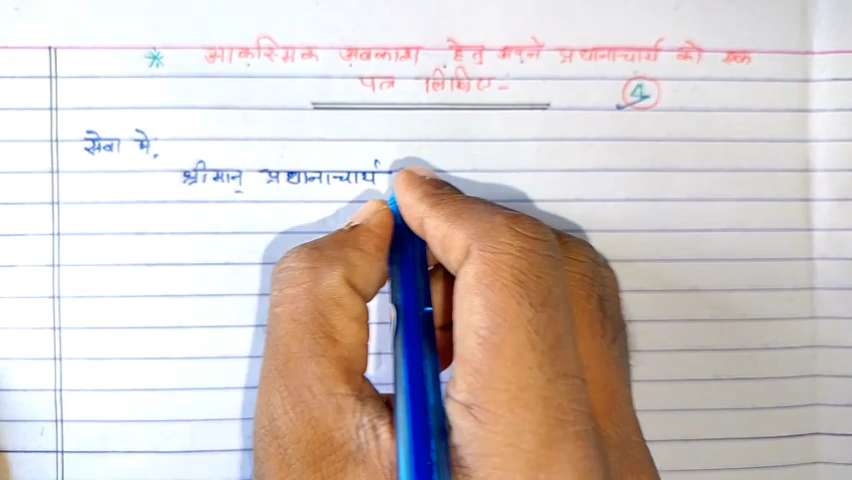 * आकस्मिक अवकाश हेतु अपने प्रधानाचार्य को एक
पत्र लिखिए -
4
सेवा में,
श्रीमान् प्रधानाचार्य